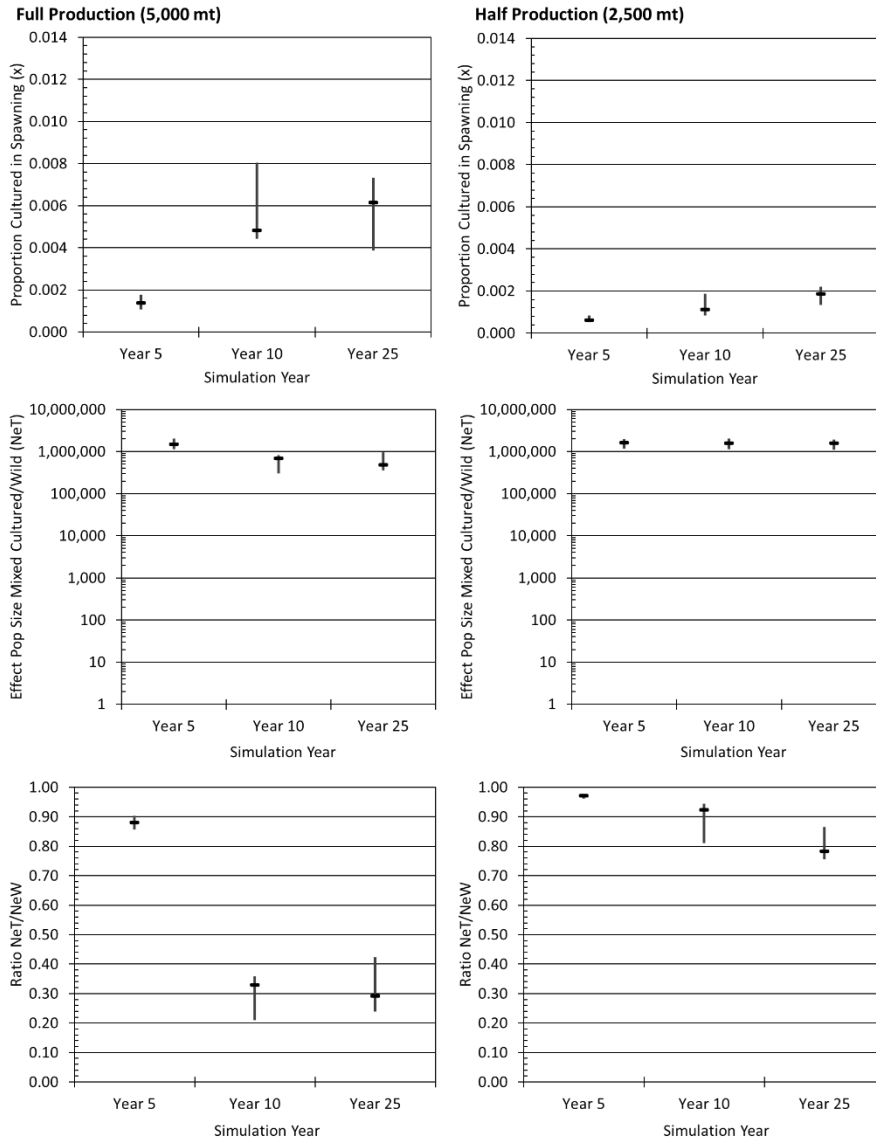 Full Production (5,000 mt)
Proportion Cultured in Spawning (x)
0.014
0.012
0.010
0.008
0.006
0.004
0.002
0.000
Year 5 Year 10 Year 25
Simulation Year
Half Production (2,500 mt)
Proportion Cultured in Spawning (x)
0.014
0.012
0.010
0.008
0.006
0.004
0.002
0.000
Year 5 Year 10 Year 25
Simulation Year
Effect Pop Size Mixed Cultured/Wild (NeT)
10,000,000
1,000,000
100,000
10,000
1,000
100
10
1
Year 5 Year 10 Year 25
Simulation Year
Effect Pop Size Mixed Cultured/Wild (NeT)
10,000,000
1,000,000
100,000
10,000
1,000
100
10
1
Year 5 Year 10 Year 25
Simulation Year
Ratio NeT/NeW
1.00
0.90
0.80
0.70
0.60
0.50
0.40
0.30
0.20
0.10
0.00
Year 5 Year 10 Year 25
Simulation Year
Ratio NeT/NeW
1.00
0.90
0.80
0.70
0.60
0.50
0.40
0.30
0.20
0.10
0.00
Year 5 Year 10 Year 25
Simulation Year